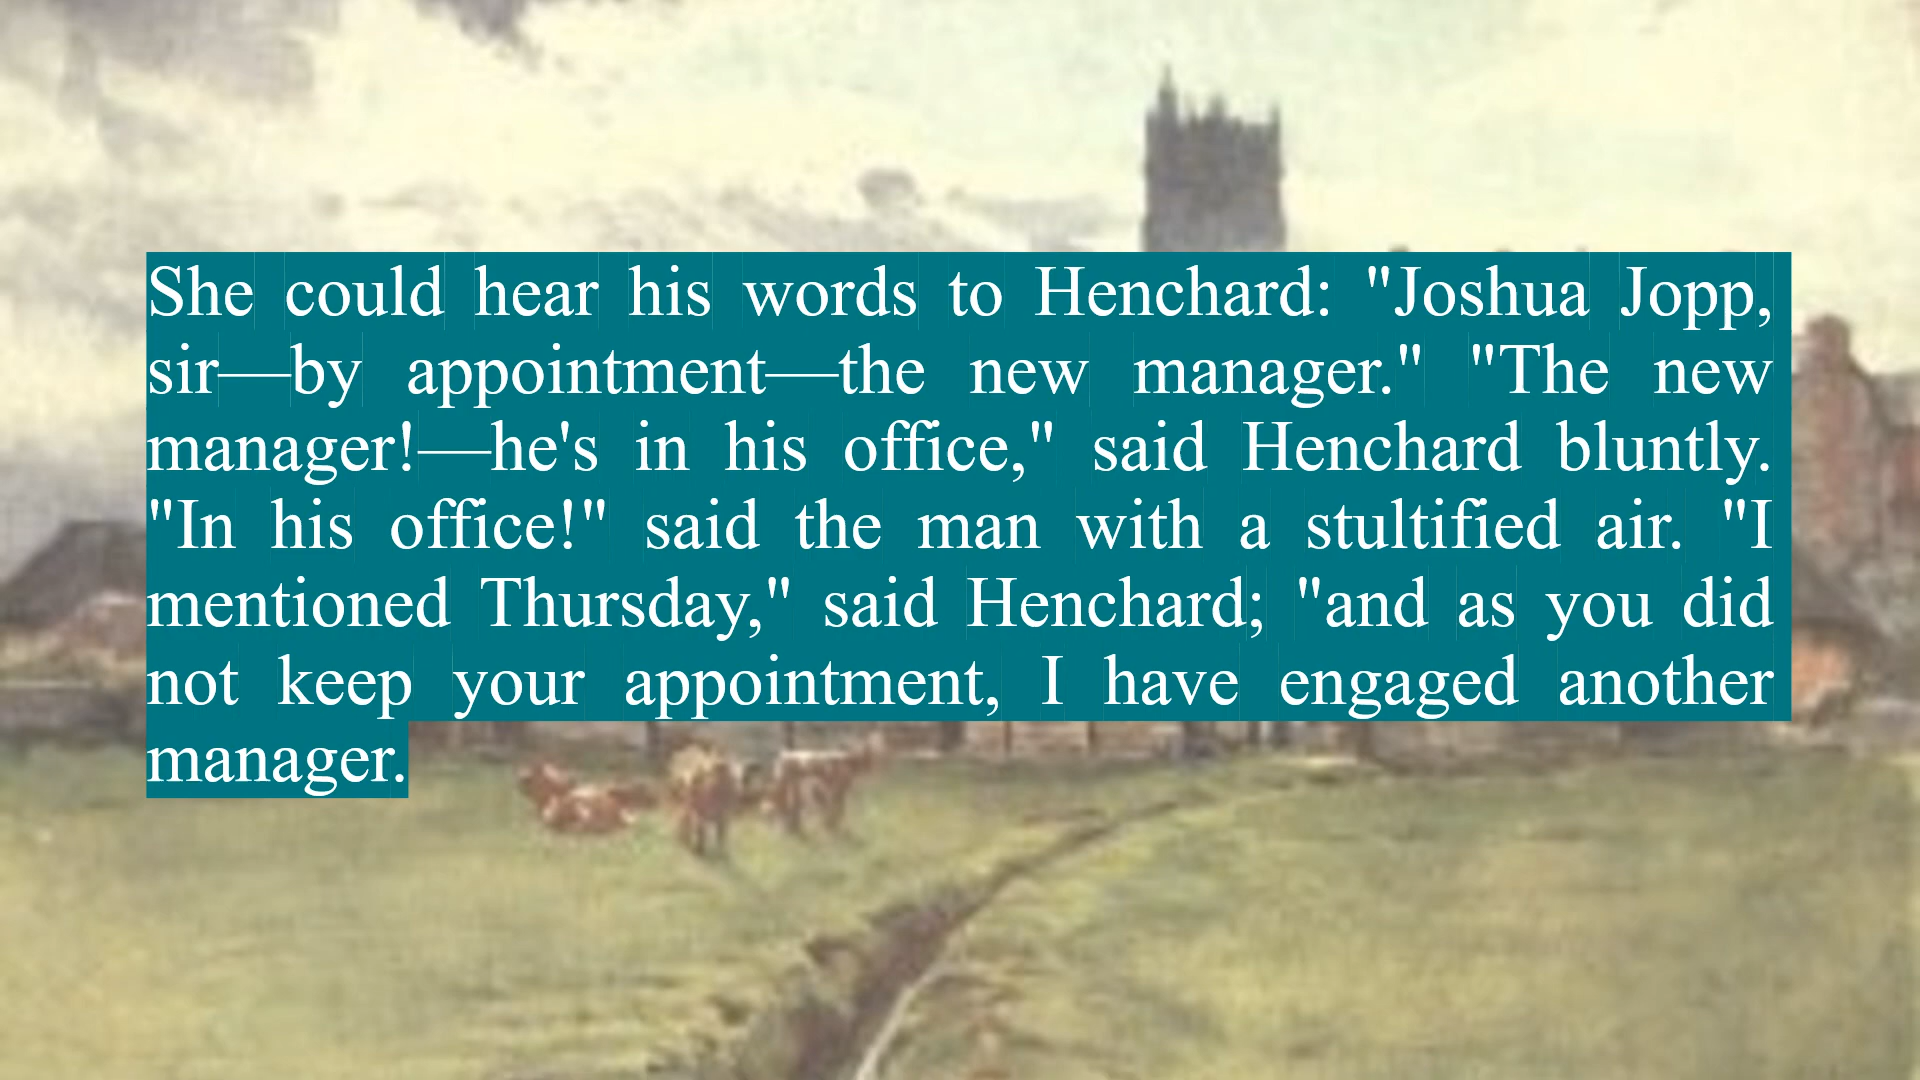 She could hear his words to Henchard: "Joshua Jopp,
sir—by appointment—the new manager." "The new
manager!—he's in his office," said Henchard bluntly.
"In his office!" said the man with a stultified air. "I
mentioned Thursday," said Henchard; "and as you did
not keep your appointment, I have engaged another
manager.